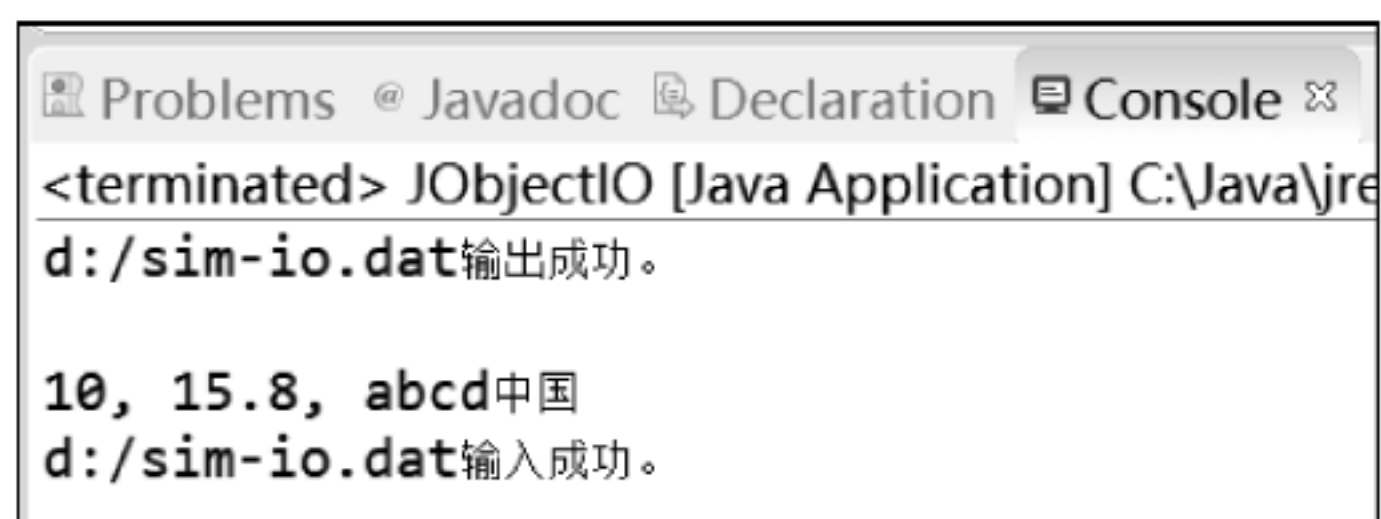 Problems @ Javadoc Declaration Console
<terminated> JObjectIO [Java Application] C:\Java\jre
d:/sim-io.dat输出成功。
10, 15.8, abcd中国
d:/sim-io.dat输入成功。